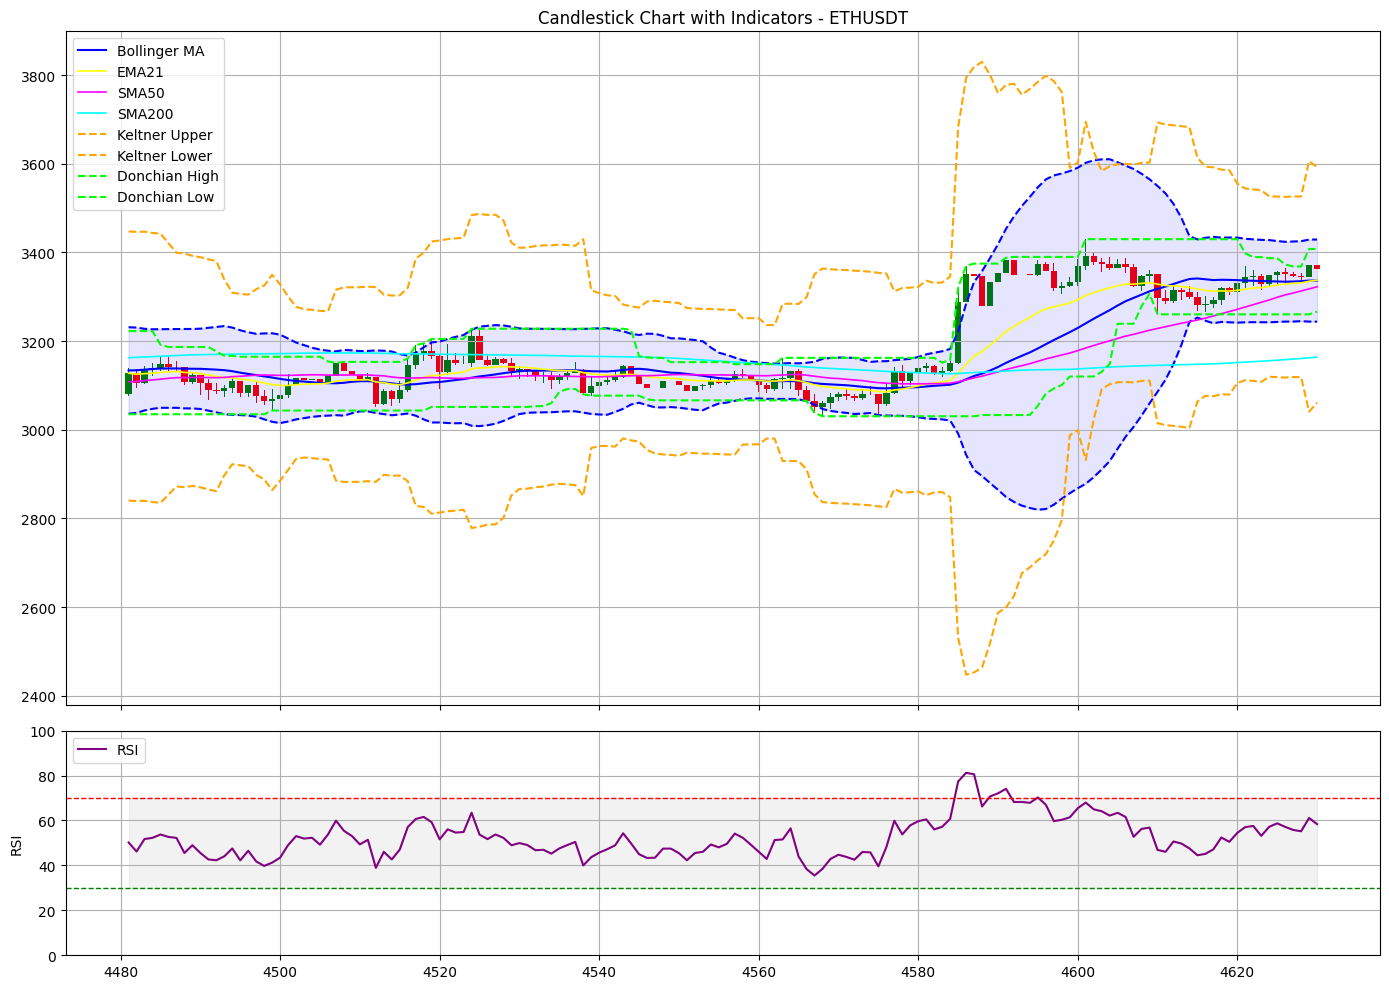 Candlestick Chart with Indicators - ETHUSDT
Bollinger MA
EMA21
SMA50
SMA200
Keltner Upper
Keltner Lower
Donchian High
Donchian Low
3800
3600
3400
3200
3000
2800
2600
2400
RSI
100
80
60
40
20
0
RSI
4480 4500 4520 4540 4560 4580 4600 4620